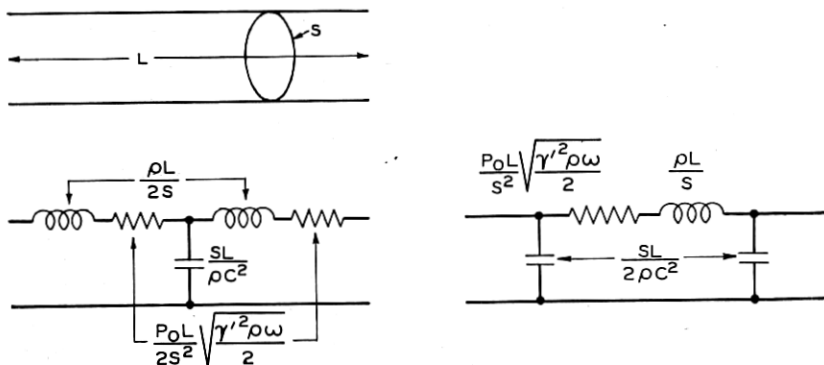 S
L
ρL/2S
SL/ρC²
P₀L/2S² √(γ'²ρω/2)
P₀L/S² √(γ'²ρω/2)
ρL/S
SL/2ρC²